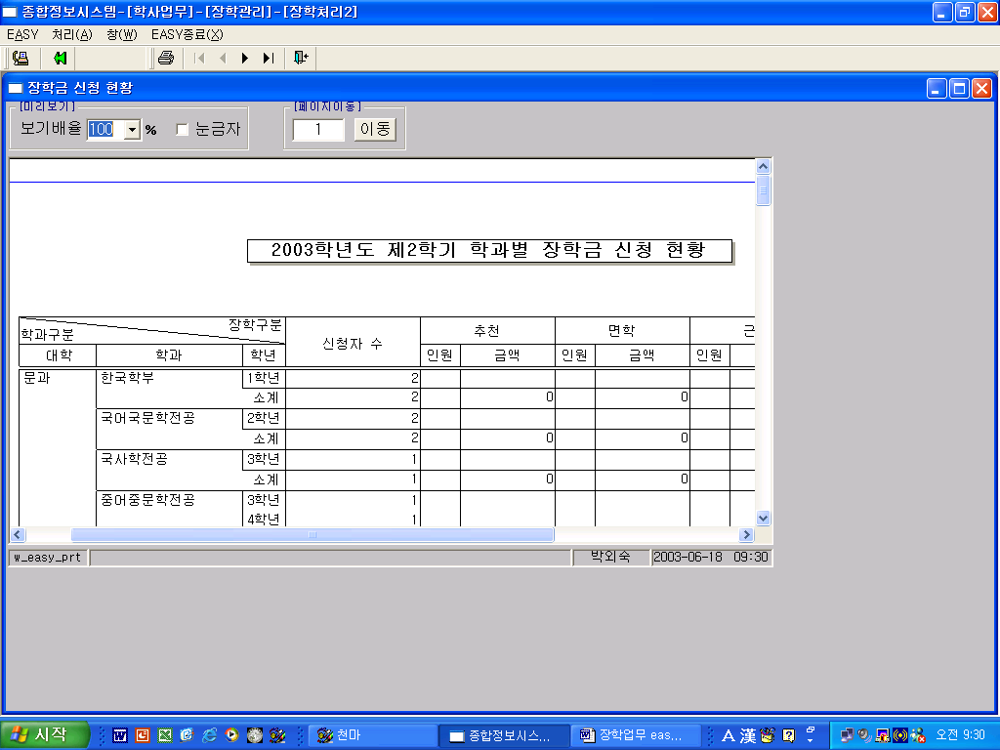 종합정보시스템-[학사업무]-[장학관리]-[장학처리2]
EASY 처리(A) 창(W) EASY종료(X)
장학금 신청 현황
[미리보기] [페이지이동]
보기배율 100 % 눈금자 1 이동
2003학년도 제2학기 학과별 장학금 신청 현황
장학구분
학과구분
신청자 수 추천 면학 근
대학 학과 학년 인원 금액 인원 금액 인원
문과 한국학부 1학년 2
소계 2 0 0
국어국문학전공 2학년 2
소계 2 0 0
국사학전공 3학년 1
소계 1 0 0
중어중문학전공 3학년 1
4학년 1
w_easy_prt 박외숙 2003-06-18 09:30
시작 천마 종합정보시스... 장학업무 eas... A 漢 오전 9:30